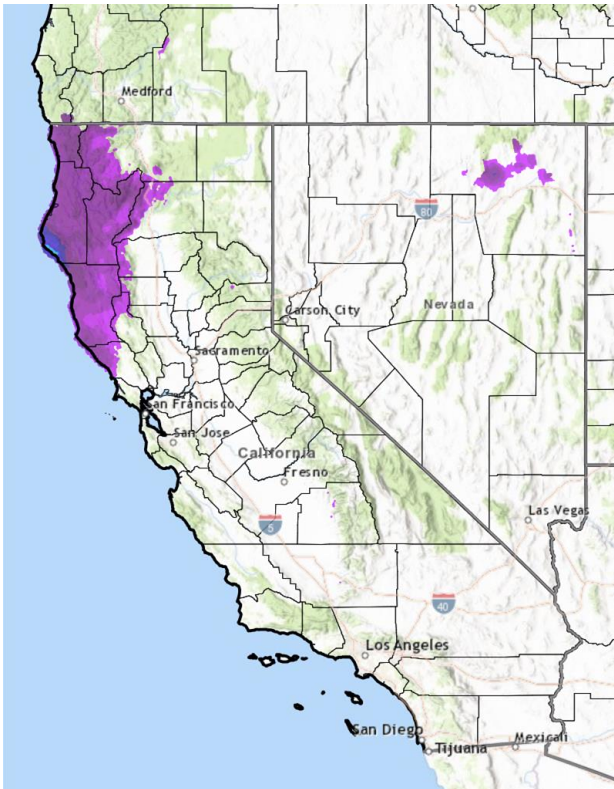 Medford
80
Nevada
Carson City
Sacramento
San Francisco
San Jose
California
Fresno
5
Las Vegas
40
Los Angeles
San Diego
Mexicali
Tijuana